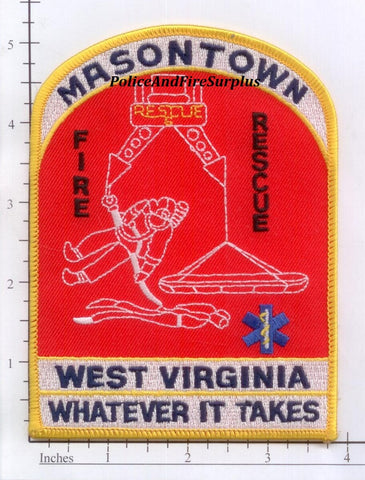 MASONTOWN
PoliceAndFireSurplus
RESCUE
FIRE
RESCUE
WEST VIRGINIA
WHATEVER IT TAKES
5
4
3
2
1
Inches
1
2
3
4